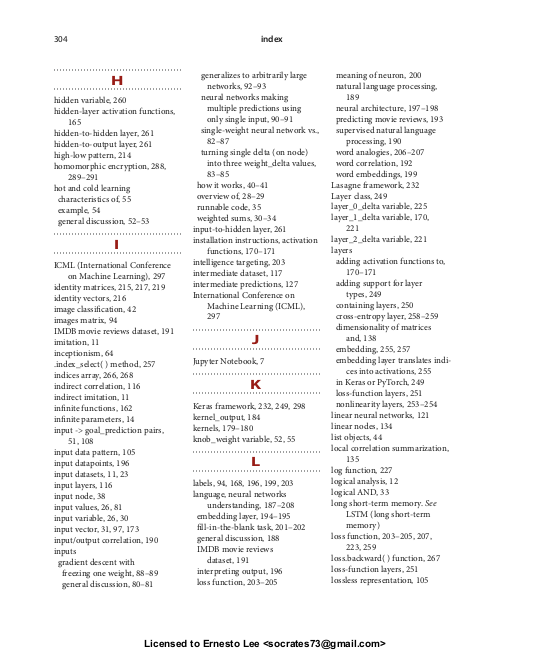 304
index
H
hidden variable, 260
hidden-layer activation functions,
165
hidden-to-hidden layer, 261
hidden-to-output layer, 261
high-low pattern, 214
homomorphic encryption, 288,
289–291
hot and cold learning
characteristics of, 55
example, 54
general discussion, 52–53
I
ICML (International Conference
on Machine Learning), 297
identity matrices, 215, 217, 219
identity vectors, 216
image classification, 42
images matrix, 94
IMDB movie reviews dataset, 191
imitation, 11
inceptionism, 64
.index_select( ) method, 257
indices array, 266, 268
indirect correlation, 116
indirect imitation, 11
infinite functions, 162
infinite parameters, 14
input -> goal_prediction pairs,
51, 108
input data pattern, 105
input datapoints, 196
input datasets, 11, 23
input layers, 116
input node, 38
input values, 26, 81
input variable, 26, 30
input vector, 31, 97, 173
input/output correlation, 190
inputs
gradient descent with
freezing one weight, 88–89
general discussion, 80–81
generalizes to arbitrarily large
networks, 92–93
neural networks making
multiple predictions using
only single input, 90–91
single-weight neural network vs.,
82–87
turning single delta (on node)
into three weight_delta values,
83–85
how it works, 40–41
overview of, 28–29
runnable code, 35
weighted sums, 30–34
input-to-hidden layer, 261
installation instructions, activation
functions, 170–171
intelligence targeting, 203
intermediate dataset, 117
intermediate predictions, 127
International Conference on
Machine Learning (ICML),
297
J
Jupyter Notebook, 7
K
Keras framework, 232, 249, 298
kernel_output, 184
kernels, 179–180
knob_weight variable, 52, 55
L
labels, 94, 168, 196, 199, 203
language, neural networks
understanding, 187–208
embedding layer, 194–195
fill-in-the-blank task, 201–202
general discussion, 188
IMDB movie reviews
dataset, 191
interpreting output, 196
loss function, 203–205
meaning of neuron, 200
natural language processing,
189
neural architecture, 197–198
predicting movie reviews, 193
supervised natural language
processing, 190
word analogies, 206–207
word correlation, 192
word embeddings, 199
Lasagne framework, 232
Layer class, 249
layer_0_delta variable, 225
layer_1_delta variable, 170,
221
layer_2_delta variable, 221
layers
adding activation functions to,
170–171
adding support for layer
types, 249
containing layers, 250
cross-entropy layer, 258–259
dimensionality of matrices
and, 138
embedding, 255, 257
embedding layer translates indi-
ces into activations, 255
in Keras or PyTorch, 249
loss-function layers, 251
nonlinearity layers, 253–254
linear neural networks, 121
linear nodes, 134
list objects, 44
local correlation summarization,
135
log function, 227
logical analysis, 12
logical AND, 33
long short-term memory. See
LSTM (long short-term
memory)
loss function, 203–205, 207,
223, 259
loss.backward( ) function, 267
loss-function layers, 251
lossless representation, 105
Licensed to Ernesto Lee <socrates73@gmail.com>